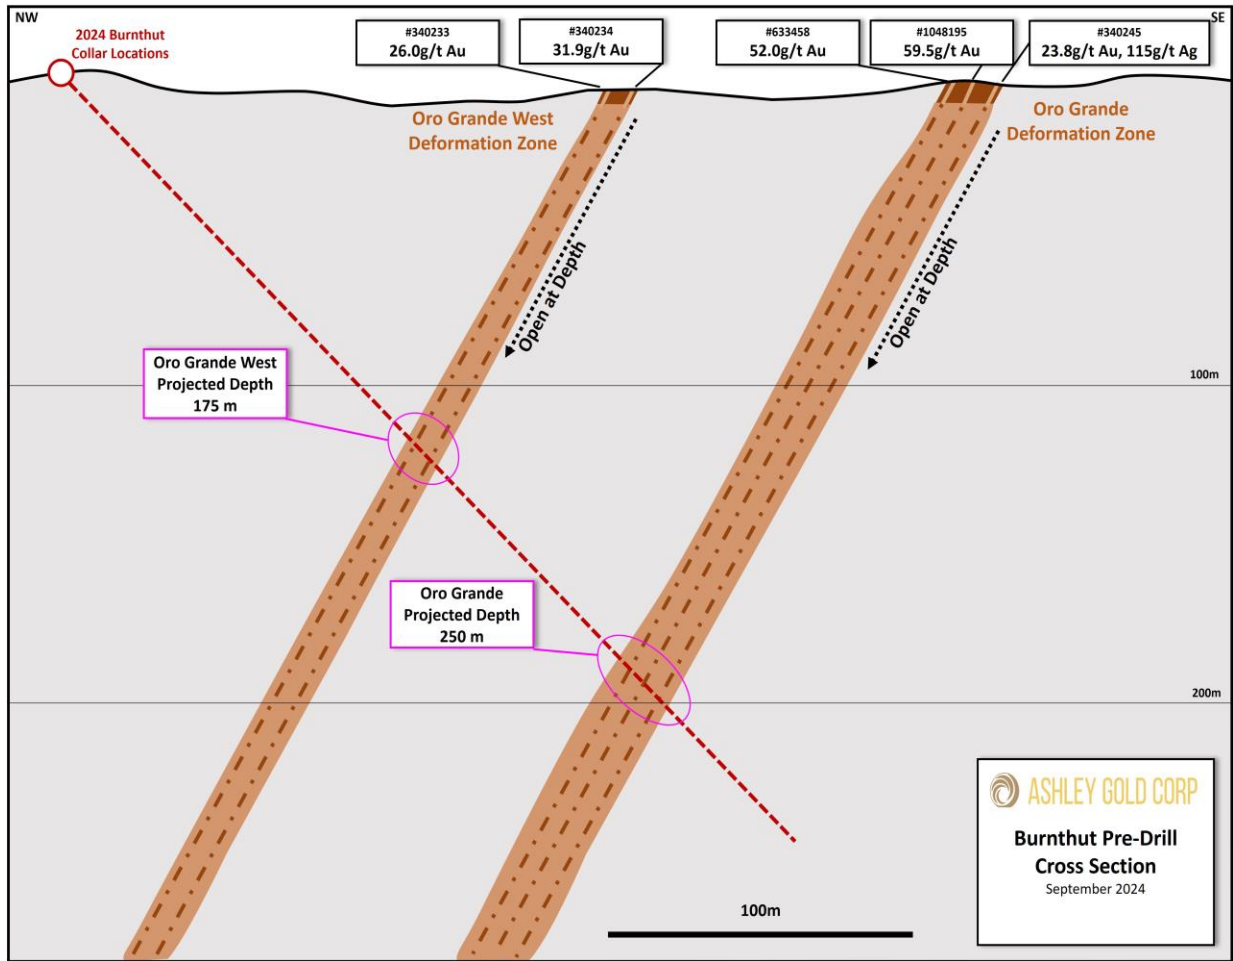 NW
SE
2024 Burnthut
Collar Locations
#340233
26.0g/t Au
#340234
31.9g/t Au
#633458
52.0g/t Au
#1048195
59.5g/t Au
#340245
23.8g/t Au, 115g/t Ag
Oro Grande West
Deformation Zone
Oro Grande
Deformation Zone
Open at Depth
Open at Depth
Oro Grande West
Projected Depth
175 m
100m
Oro Grande
Projected Depth
250 m
200m
ASHLEY GOLD CORP
Burnthut Pre-Drill
Cross Section
September 2024
100m